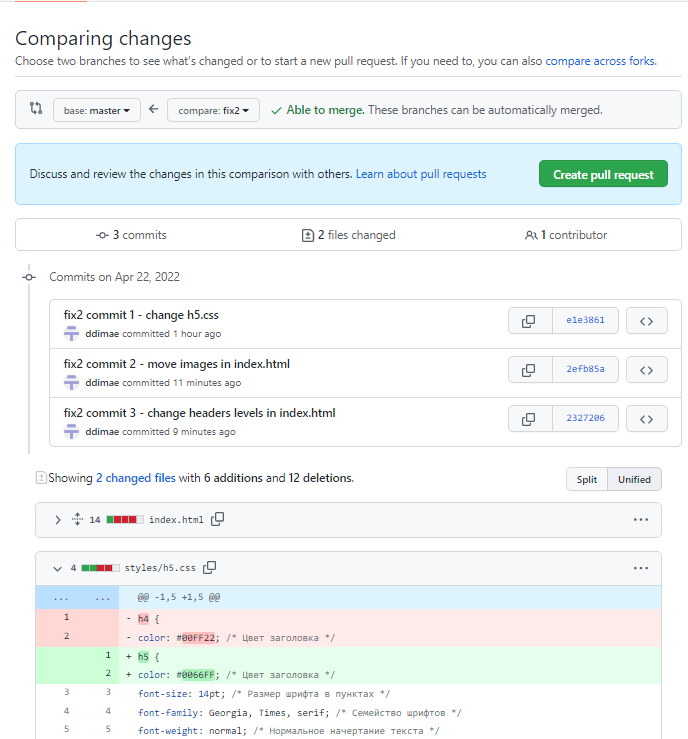 Comparing changes
Choose two branches to see what's changed or to start a new pull request. If you need to, you can also compare across forks.
base: master compare: fix2 Able to merge. These branches can be automatically merged.
Discuss and review the changes in this comparison with others. Learn about pull requests Create pull request
3 commits 2 files changed 1 contributor
Commits on Apr 22, 2022
fix2 commit 1 - change h5.css
ddimae committed 1 hour ago e1e3861
fix2 commit 2 - move images in index.html
ddimae committed 11 minutes ago 2efb85a
fix2 commit 3 - change headers levels in index.html
ddimae committed 9 minutes ago 2327206
Showing 2 changed files with 6 additions and 12 deletions. Split Unified
14 index.html
4 styles/h5.css
... ... @@ -1,5 +1,5 @@
1 - h4 {
2 - color: #00FF22; /* Цвет заголовка */
1 + h5 {
2 + color: #0066FF; /* Цвет заголовка */
3 3 font-size: 14pt; /* Размер шрифта в пунктах */
4 4 font-family: Georgia, Times, serif; /* Семейство шрифтов */
5 5 font-weight: normal; /* Нормальное начертание текста */